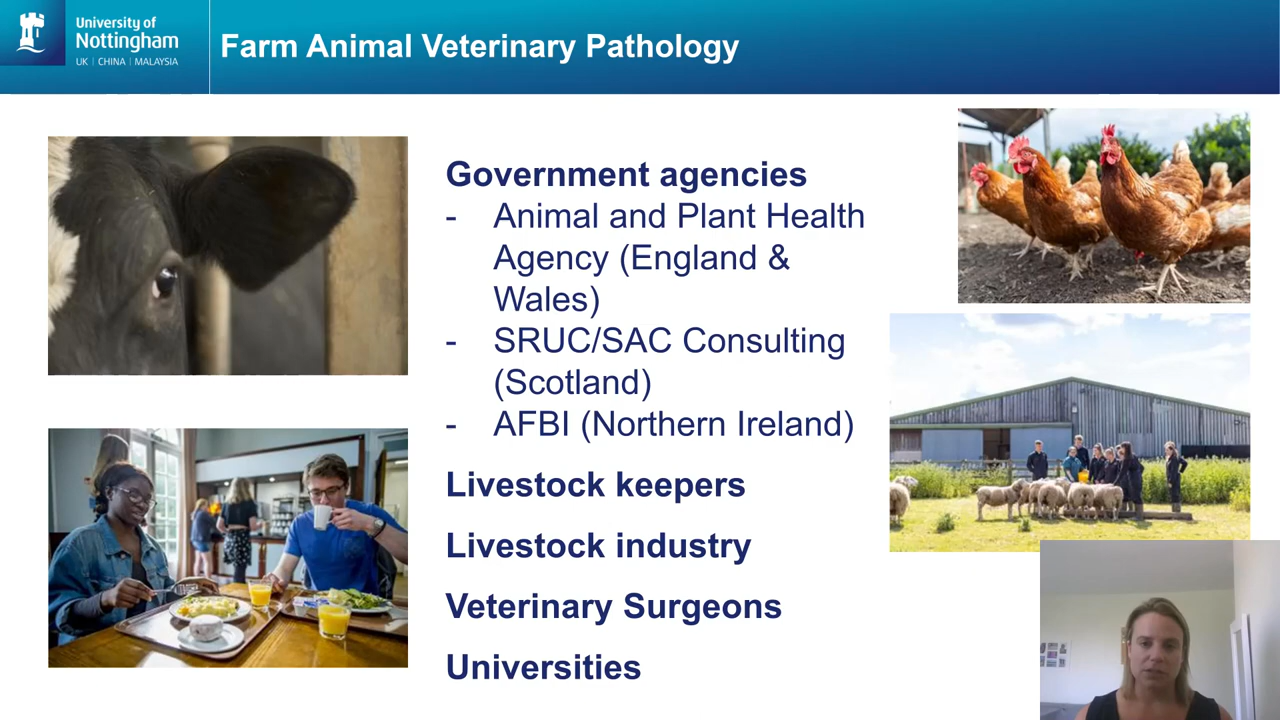 University of
Nottingham
UK | CHINA | MALAYSIA
Farm Animal Veterinary Pathology
Government agencies
- Animal and Plant Health
Agency (England &
Wales)
- SRUC/SAC Consulting
(Scotland)
- AFBI (Northern Ireland)
Livestock keepers
Livestock industry
Veterinary Surgeons
Universities